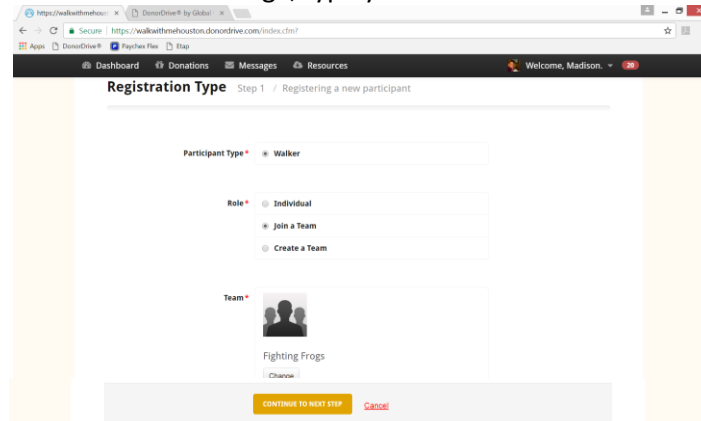 https://walkwithmehoust
DonorDrive® by Global
Secure | https://walkwithmehouston.donordrive.com/index.cfm?
Apps DonorDrive® Paychex Flex Etap
Dashboard Donations Messages Resources Welcome, Madison. 20
Registration Type Step 1 / Registering a new participant
Participant Type* Walker
Role* Individual
Join a Team
Create a Team
Team*
Fighting Frogs
Change
CONTINUE TO NEXT STEP Cancel